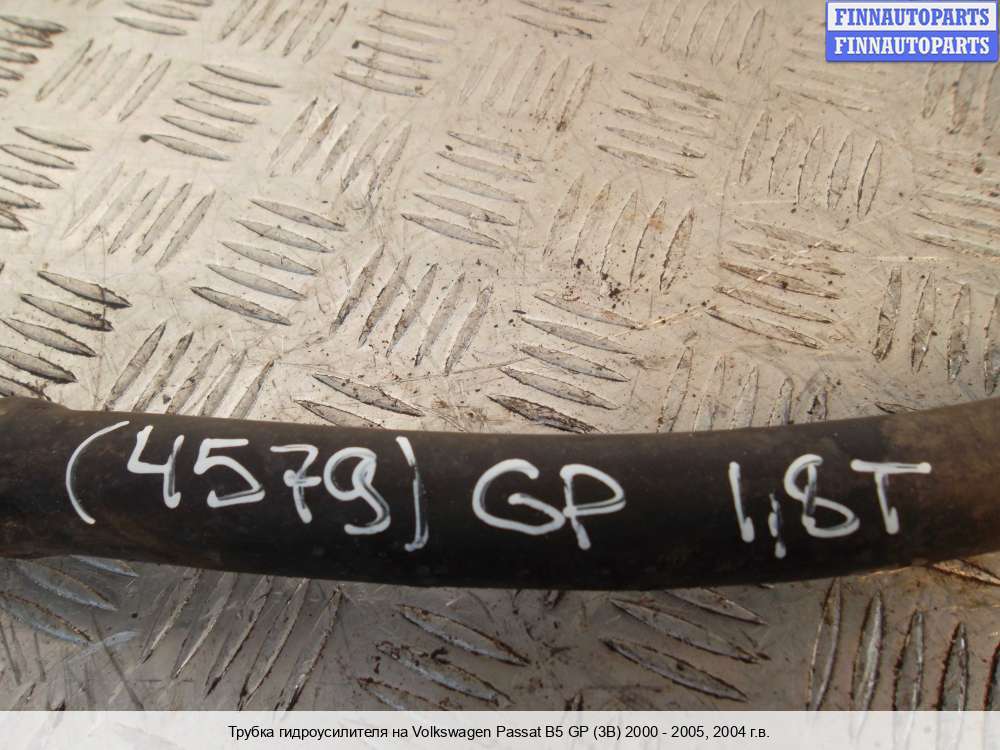 FINNAUTOPARTS
FINNAUTOPARTS
(4579) GP 1,8T
Трубка гидроусилителя на Volkswagen Passat B5 GP (3B) 2000 - 2005, 2004 г.в.